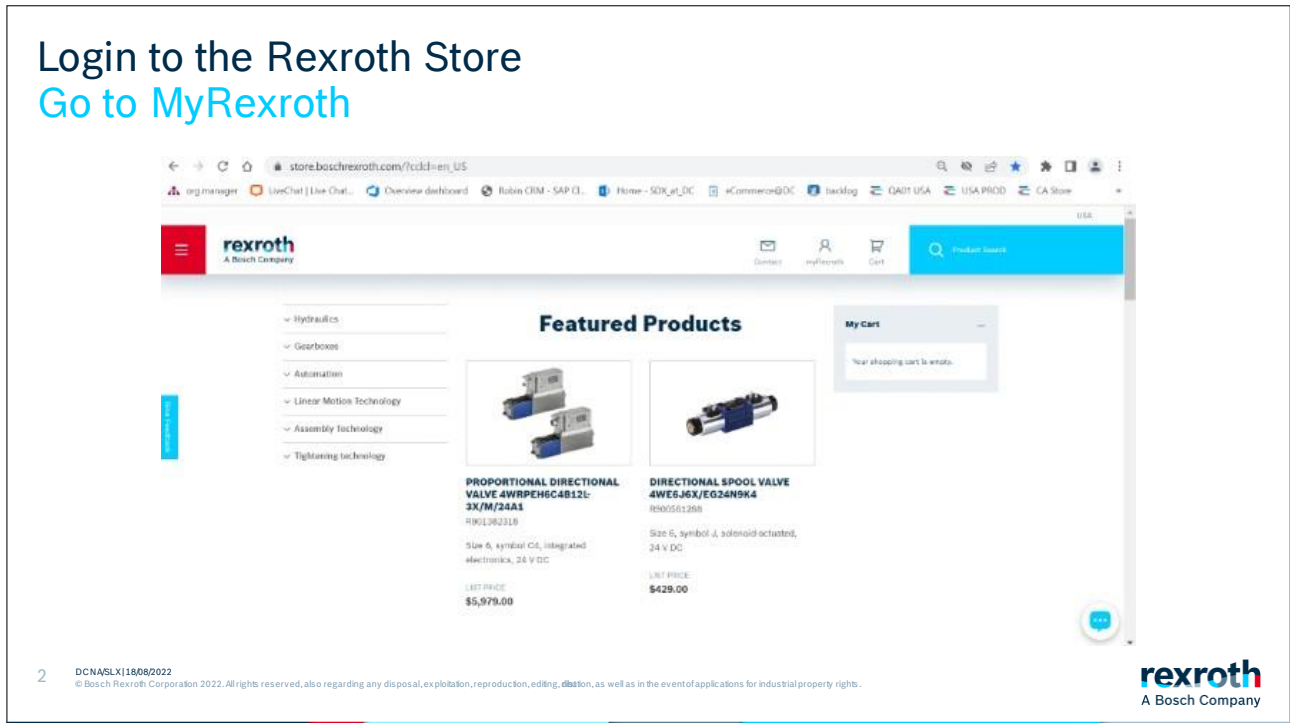 Login to the Rexroth Store
Go to MyRexroth
store.boschrexroth.com/?cclcl=en_US
org.manager LiveChat | Live Chat... Overview dashboard Robin CRM - SAP Cl... Home - SDX_at_DC eCommerce@DC backlog QA01 USA USA PROD CA Store
USA
rexroth
A Bosch Company
Contact myRexroth Cart Product Search
Hydraulics
Gearboxes
Automation
Linear Motion Technology
Assembly Technology
Tightening technology
Featured Products
My Cart
Your shopping cart is empty.
PROPORTIONAL DIRECTIONAL
VALVE 4WRPEH6C4B12L-
3X/M/24A1
R901382318
Size 6, symbol C4, integrated
electronics, 24 V DC
LIST PRICE
$5,979.00
DIRECTIONAL SPOOL VALVE
4WE6J6X/EG24N9K4
R900561288
Size 6, symbol J, solenoid actuated,
24 V DC
LIST PRICE
$429.00
2
DCNA/SLX | 18/08/2022
© Bosch Rexroth Corporation 2022. All rights reserved, also regarding any disposal, exploitation, reproduction, editing, as well as in the event of applications for industrial property rights.
rexroth
A Bosch Company